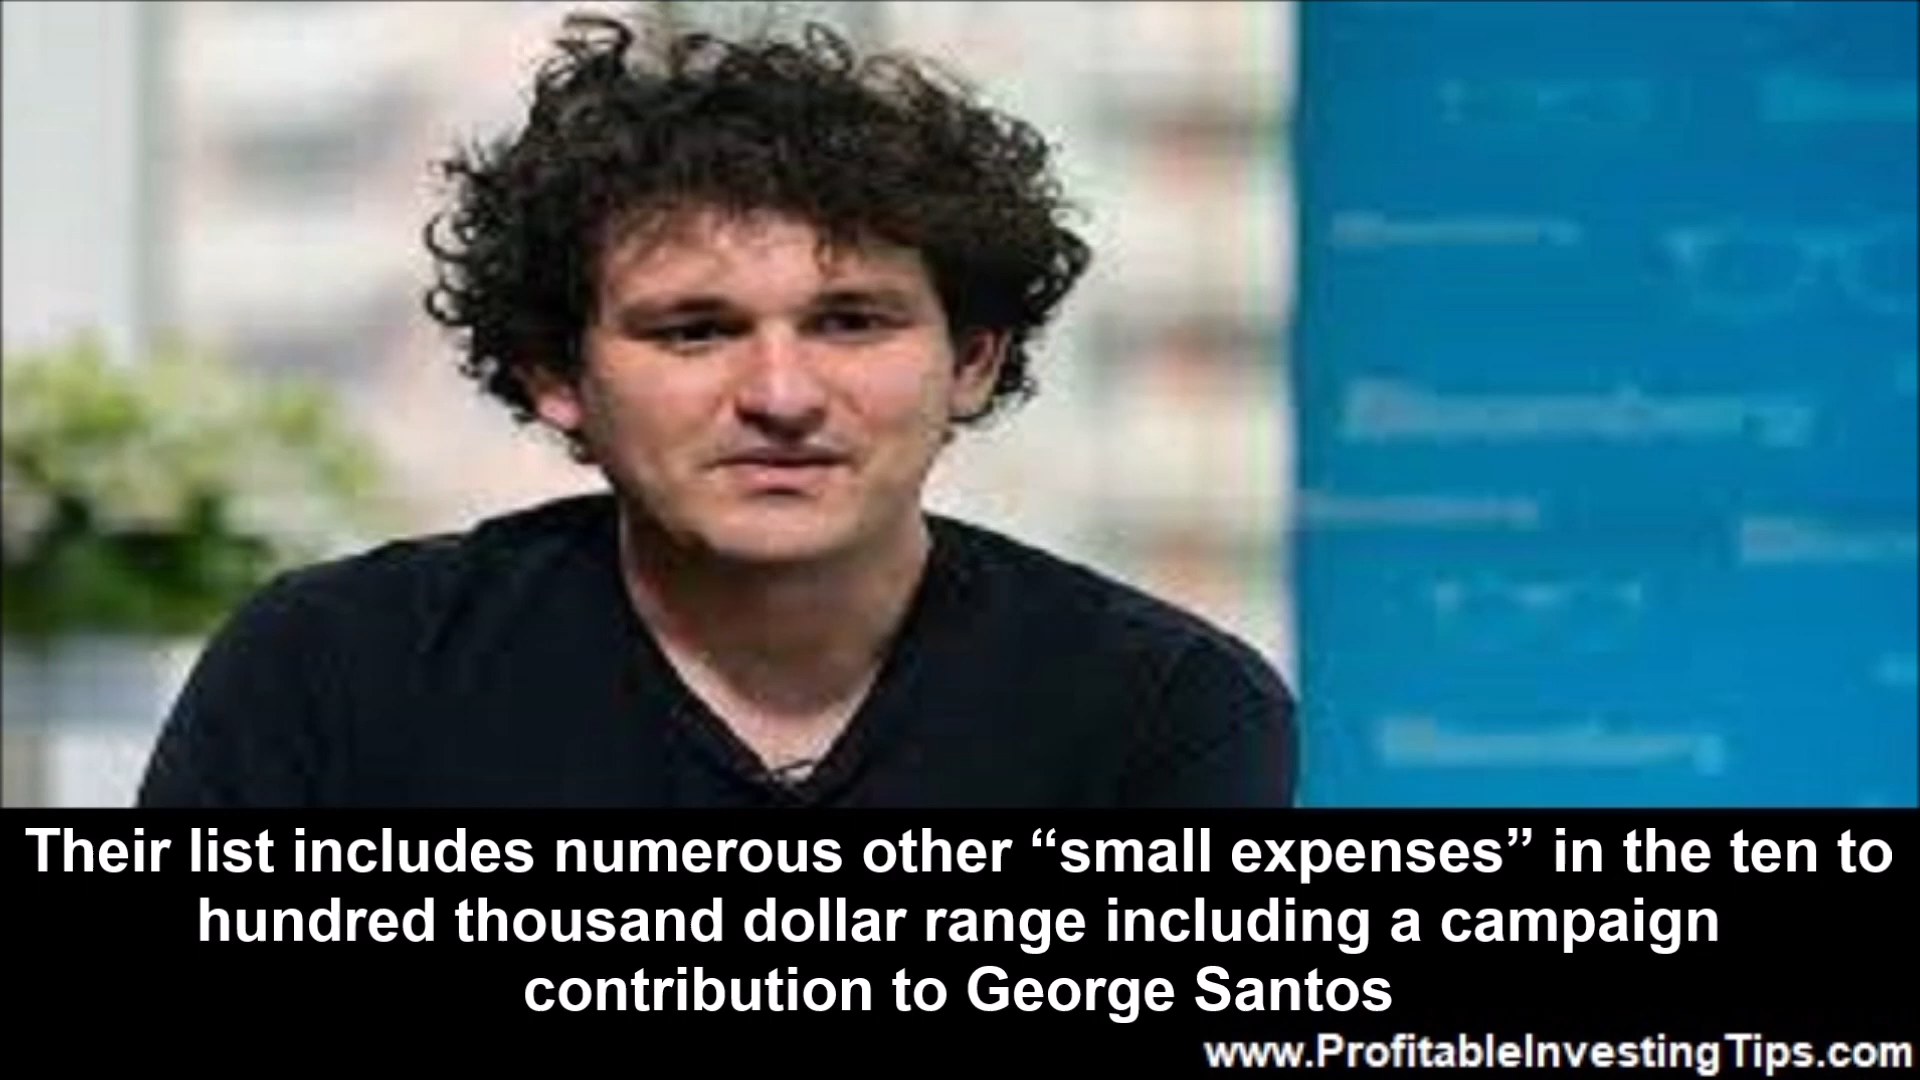 Their list includes numerous other “small expenses” in the ten to
hundred thousand dollar range including a campaign
contribution to George Santos
www.ProfitableInvestingTips.com